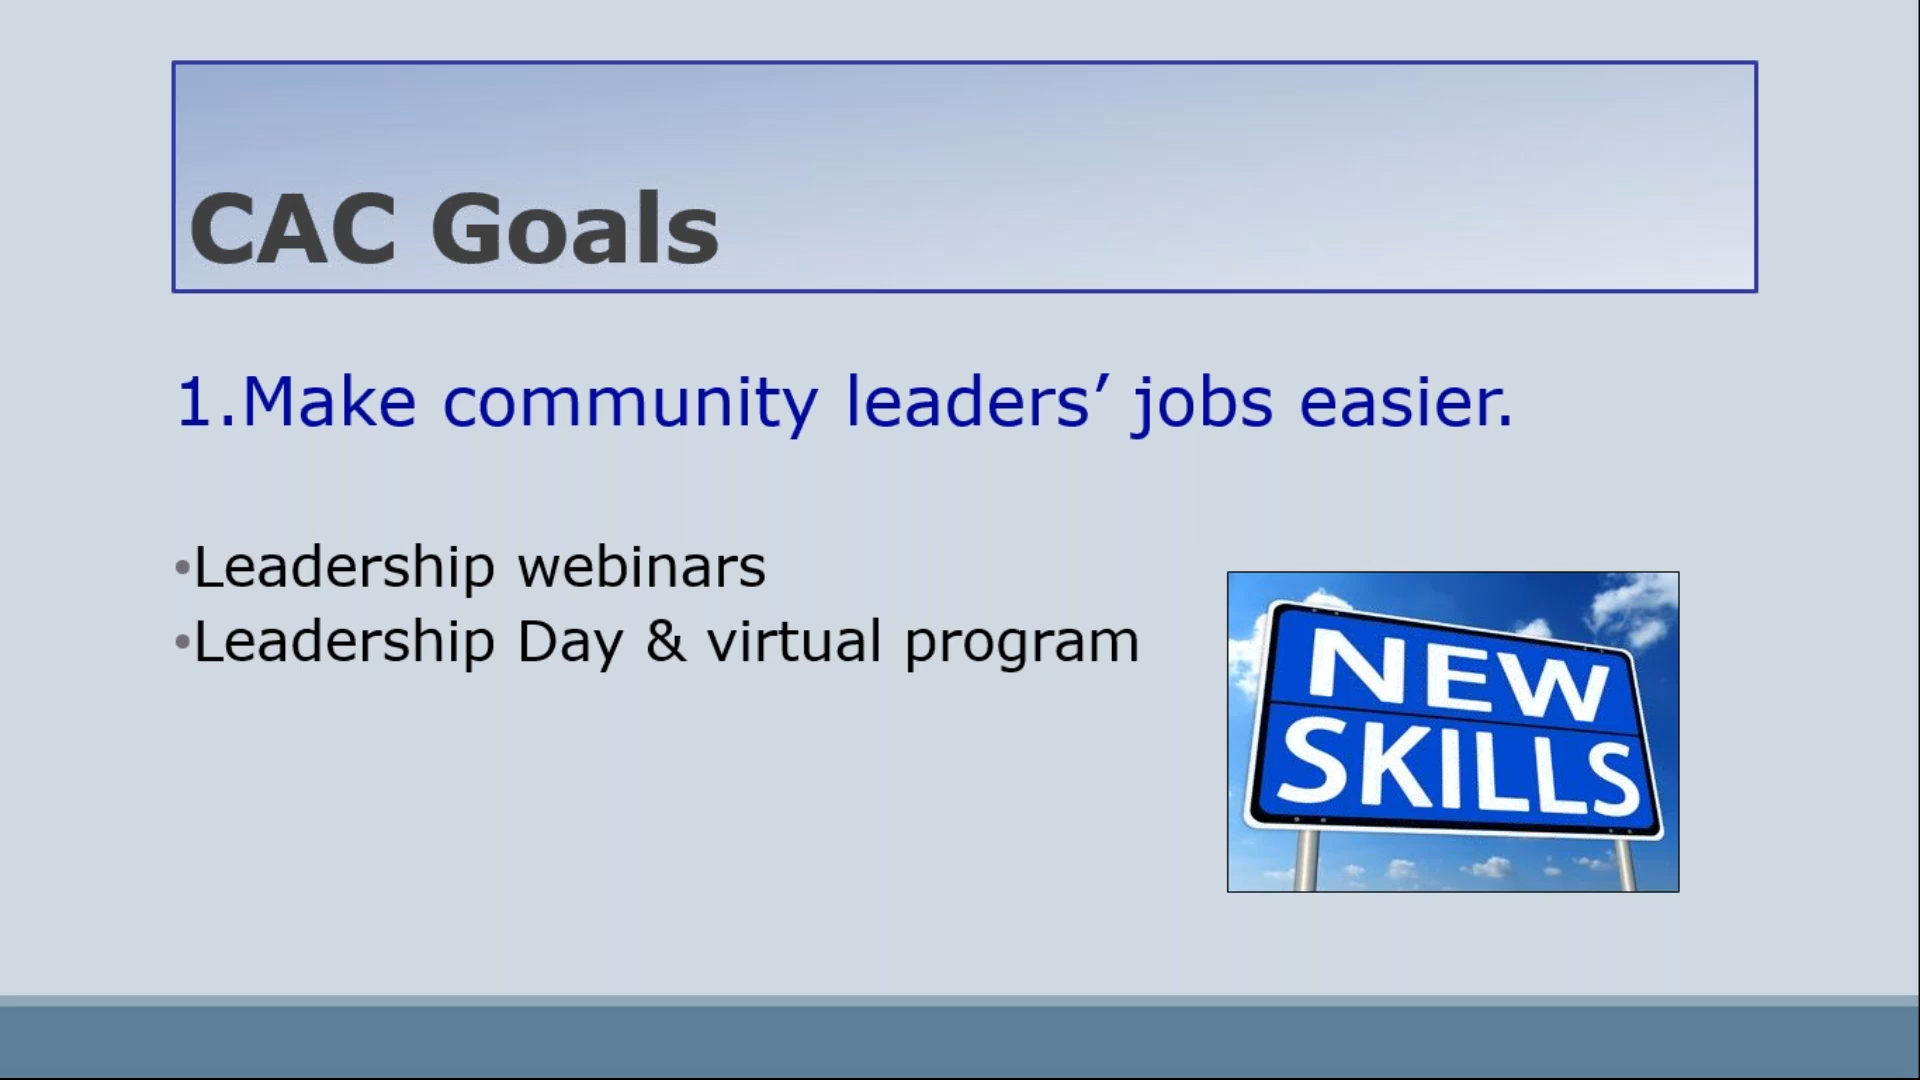 CAC Goals
1.Make community leaders’ jobs easier.
•Leadership webinars
•Leadership Day & virtual program
NEW
SKILLS